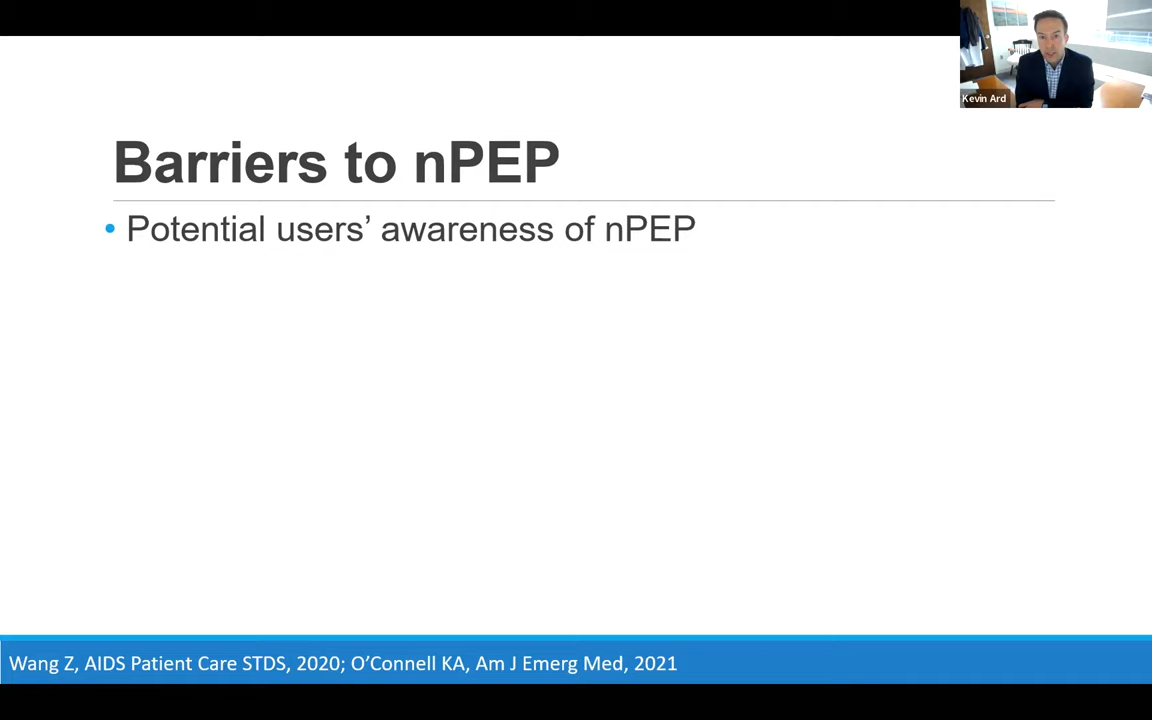 Kevin Ard
Barriers to nPEP
• Potential users’ awareness of nPEP
Wang Z, AIDS Patient Care STDS, 2020; O’Connell KA, Am J Emerg Med, 2021